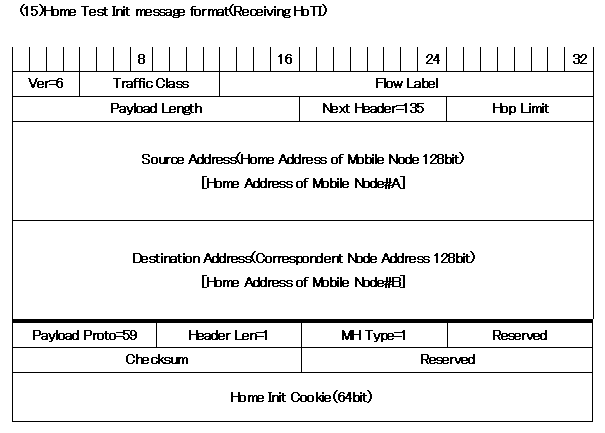 (15)Home Test Init message format(Receiving HoTI)
8 16 24 32
Ver=6 Traffic Class Flow Label
Payload Length Next Header=135 Hop Limit
Source Address(Home Address of Mobile Node 128bit)
[Home Address of Mobile Node#A]
Destination Address(Correspondent Node Address 128bit)
[Home Address of Mobile Node#B]
Payload Proto=59 Header Len=1 MH Type=1 Reserved
Checksum Reserved
Home Init Cookie(64bit)